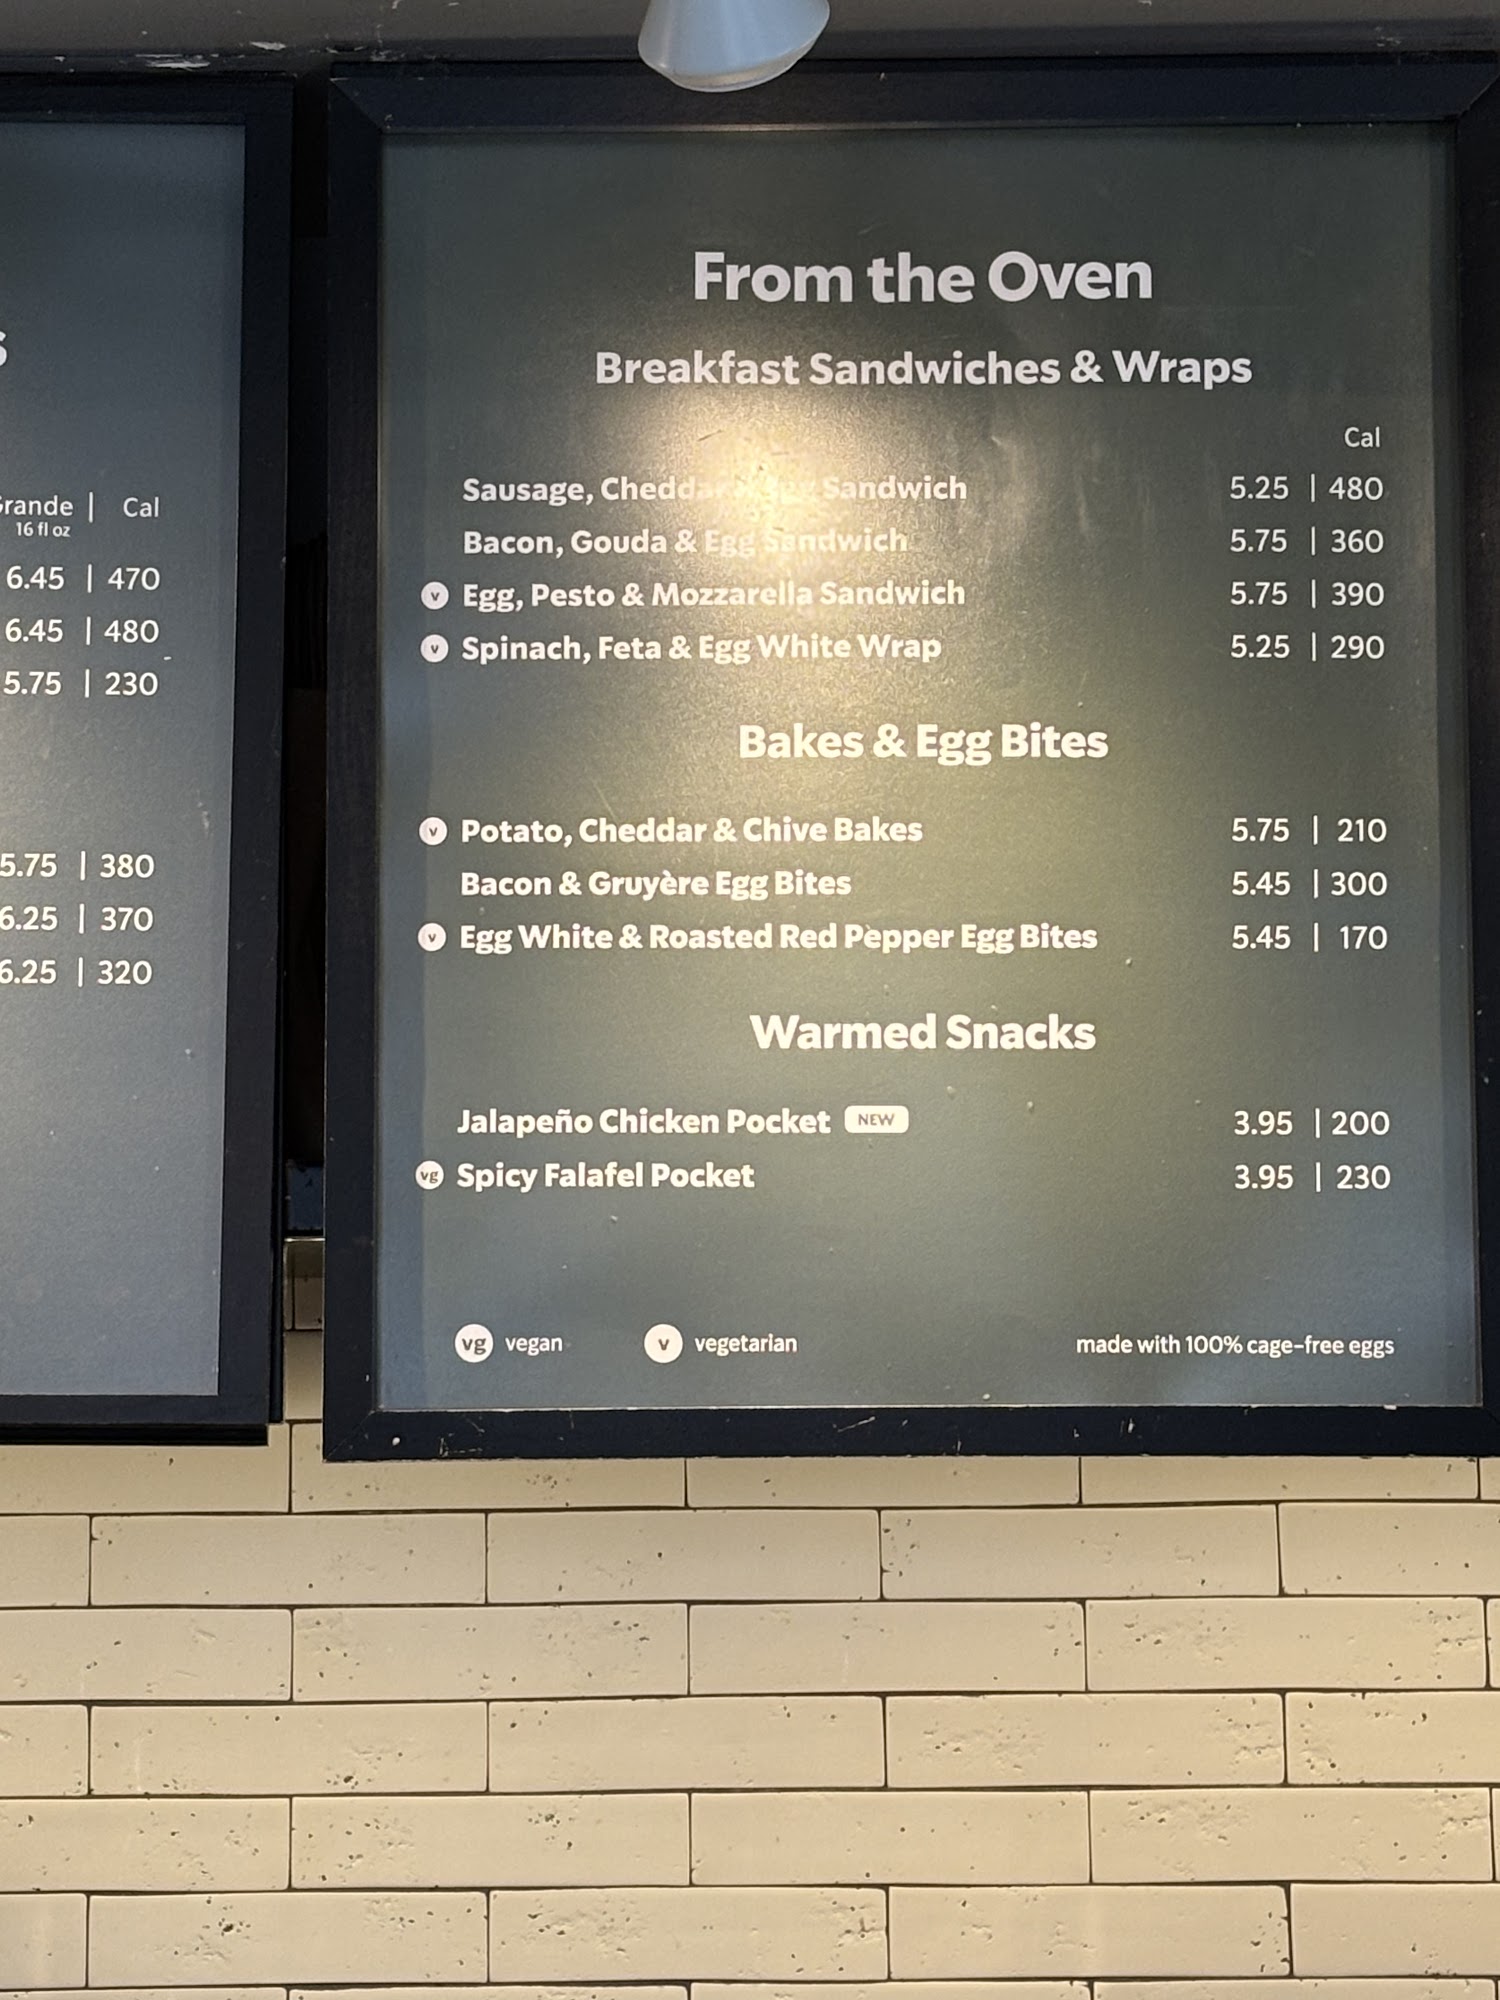 s
Grande | Cal
16 fl oz
6.45 | 470
6.45 | 480
5.75 | 230
5.75 | 380
6.25 | 370
6.25 | 320
From the Oven
Breakfast Sandwiches & Wraps
Cal
Sausage, Cheddar & Egg Sandwich 5.25 | 480
Bacon, Gouda & Egg Sandwich 5.75 | 360
v Egg, Pesto & Mozzarella Sandwich 5.75 | 390
v Spinach, Feta & Egg White Wrap 5.25 | 290
Bakes & Egg Bites
v Potato, Cheddar & Chive Bakes 5.75 | 210
Bacon & Gruyère Egg Bites 5.45 | 300
v Egg White & Roasted Red Pepper Egg Bites 5.45 | 170
Warmed Snacks
Jalapeño Chicken Pocket NEW 3.95 | 200
vg Spicy Falafel Pocket 3.95 | 230
vg vegan v vegetarian made with 100% cage-free eggs